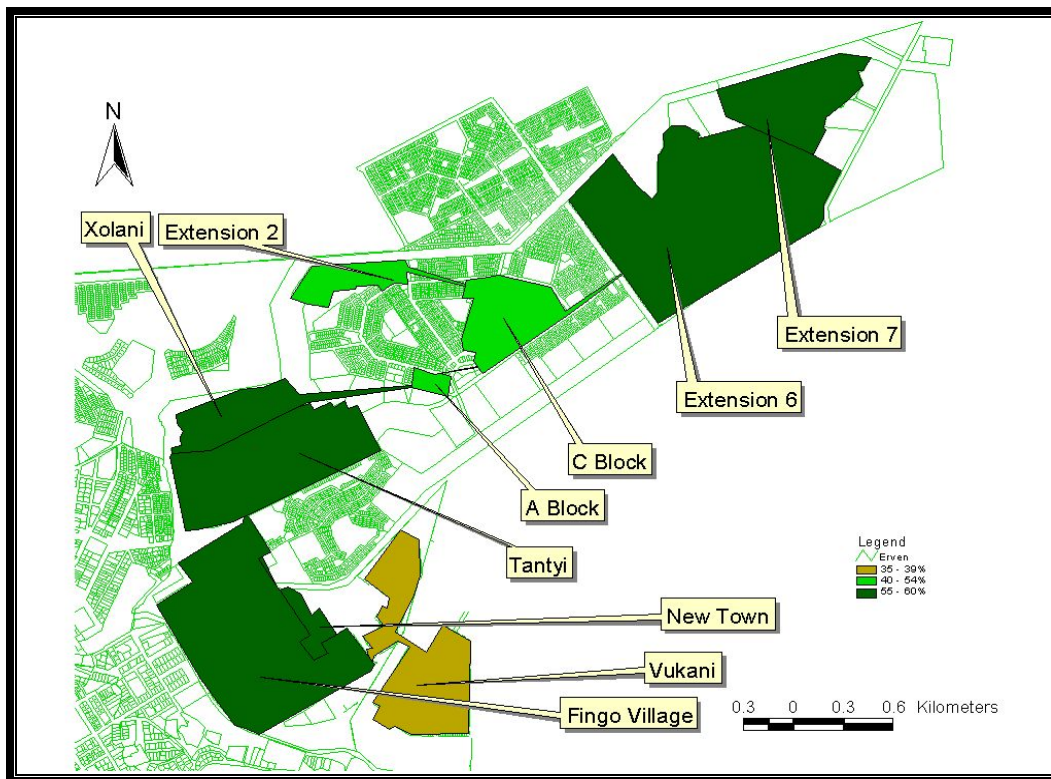 N
Xolani
Extension 2
Extension 7
Extension 6
C Block
A Block
Tantyi
New Town
Vukani
Fingo Village
Legend
Erven
35 - 39%
40 - 54%
55 - 60%
0.3 0 0.3 0.6 Kilometers